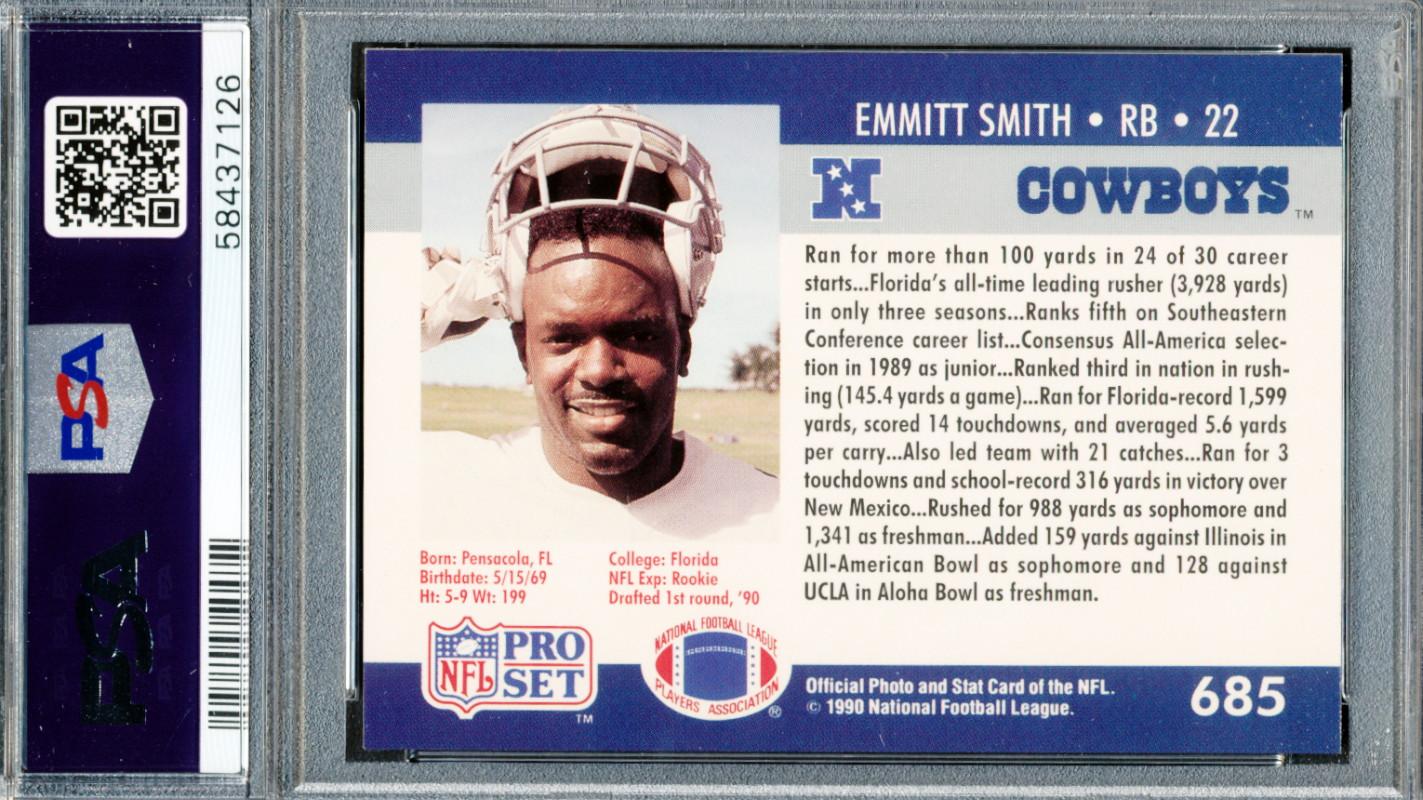 58437126
PSA
PSA
EMMITT SMITH • RB • 22
N
COWBOYS™
Ran for more than 100 yards in 24 of 30 career
starts...Florida's all-time leading rusher (3,928 yards)
in only three seasons...Ranks fifth on Southeastern
Conference career list...Consensus All-America selec-
tion in 1989 as junior...Ranked third in nation in rush-
ing (145.4 yards a game)...Ran for Florida-record 1,599
yards, scored 14 touchdowns, and averaged 5.6 yards
per carry...Also led team with 21 catches...Ran for 3
touchdowns and school-record 316 yards in victory over
New Mexico...Rushed for 988 yards as sophomore and
1,341 as freshman...Added 159 yards against Illinois in
All-American Bowl as sophomore and 128 against
UCLA in Aloha Bowl as freshman.
Born: Pensacola, FL
Birthdate: 5/15/69
Ht: 5-9 Wt: 199
College: Florida
NFL Exp: Rookie
Drafted 1st round, '90
NFL PRO SET™
NATIONAL FOOTBALL LEAGUE
PLAYERS ASSOCIATION®
Official Photo and Stat Card of the NFL.
© 1990 National Football League.
685